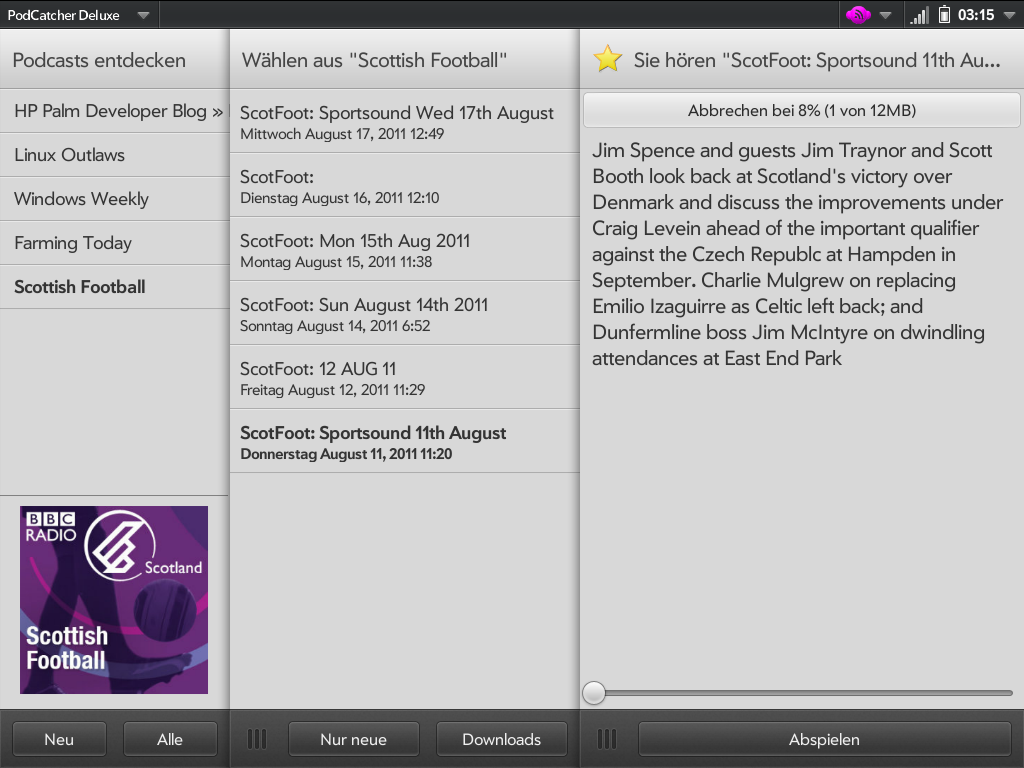 PodCatcher Deluxe
03:15
Podcasts entdecken
HP Palm Developer Blog »
Linux Outlaws
Windows Weekly
Farming Today
Scottish Football
BBC
RADIO
Scotland
Scottish
Football
Neu
Alle
Wählen aus "Scottish Football"
ScotFoot: Sportsound Wed 17th August
Mittwoch August 17, 2011 12:49
ScotFoot:
Dienstag August 16, 2011 12:10
ScotFoot: Mon 15th Aug 2011
Montag August 15, 2011 11:38
ScotFoot: Sun August 14th 2011
Sonntag August 14, 2011 6:52
ScotFoot: 12 AUG 11
Freitag August 12, 2011 11:29
ScotFoot: Sportsound 11th August
Donnerstag August 11, 2011 11:20
Nur neue
Downloads
Sie hören "ScotFoot: Sportsound 11th Au...
Abbrechen bei 8% (1 von 12MB)
Jim Spence and guests Jim Traynor and Scott
Booth look back at Scotland's victory over
Denmark and discuss the improvements under
Craig Levein ahead of the important qualifier
against the Czech Republc at Hampden in
September. Charlie Mulgrew on replacing
Emilio Izaguirre as Celtic left back; and
Dunfermline boss Jim McIntyre on dwindling
attendances at East End Park
Abspielen